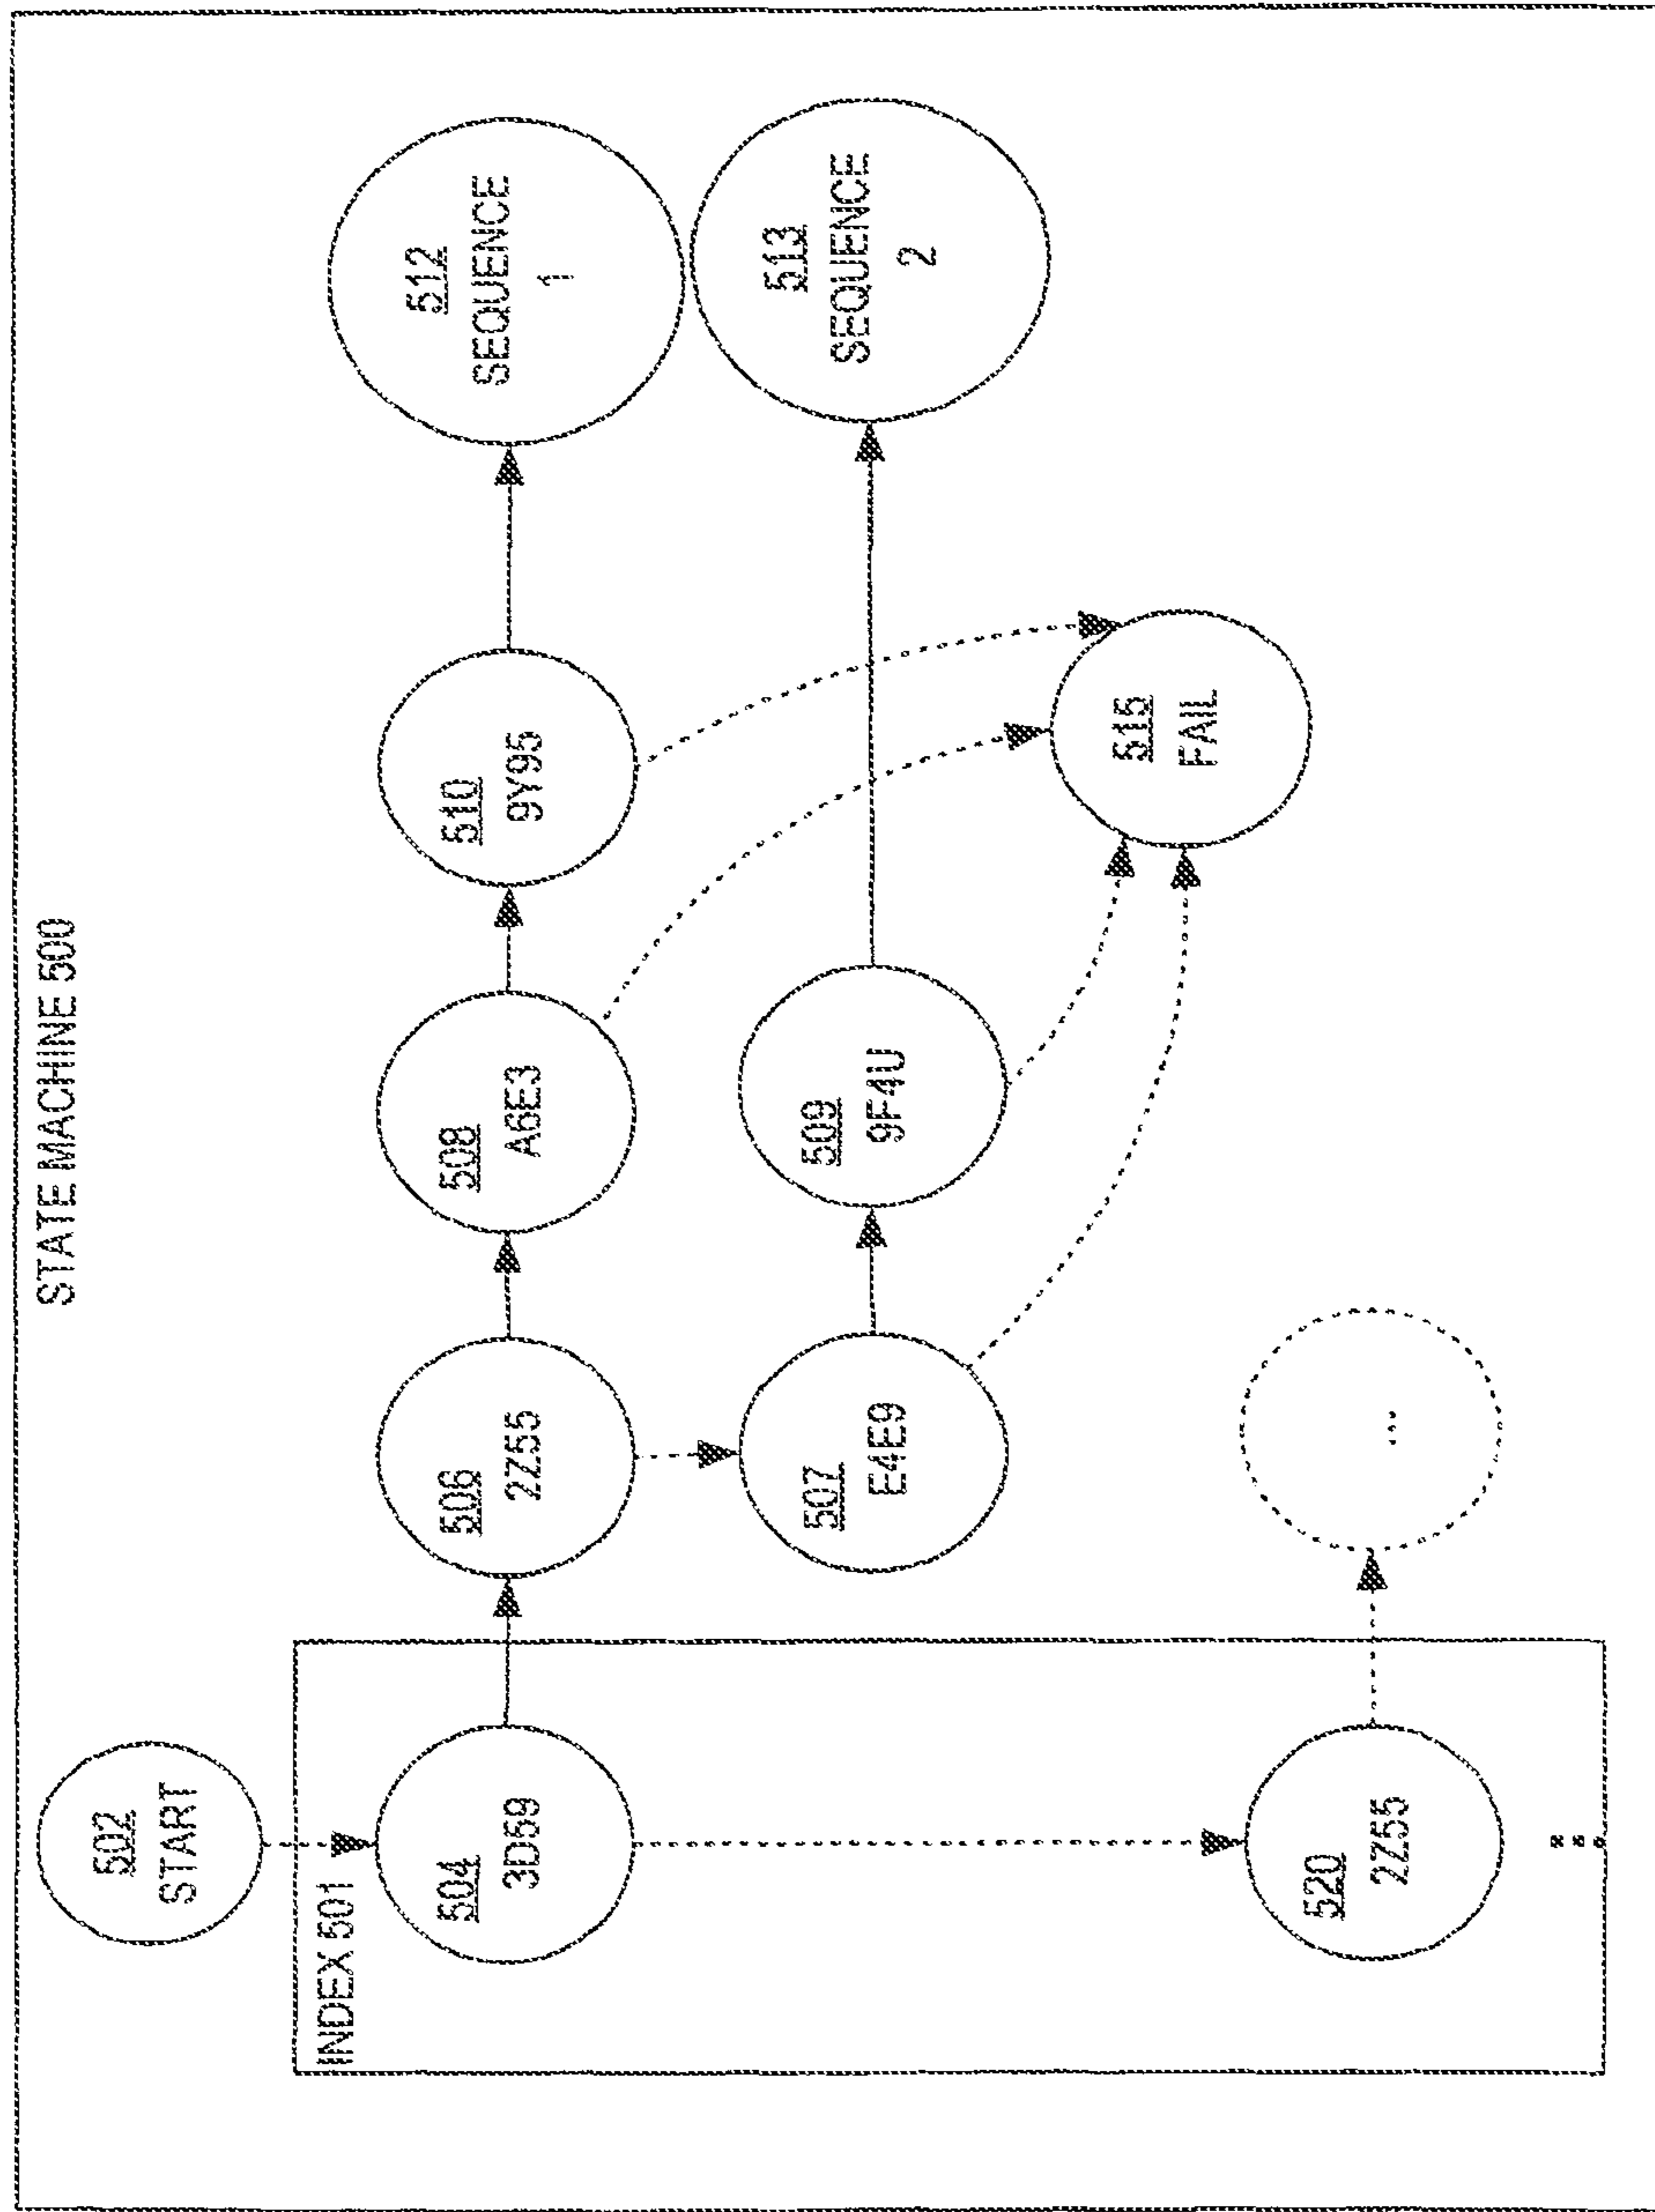 STATE MACHINE 500
502
START
INDEX 501
504
3D59
506
2Z55
508
A6E3
510
9Y95
512
SEQUENCE
1
507
E4E9
509
9F4U
513
SEQUENCE
2
515
FAIL
520
2Z55
...
...